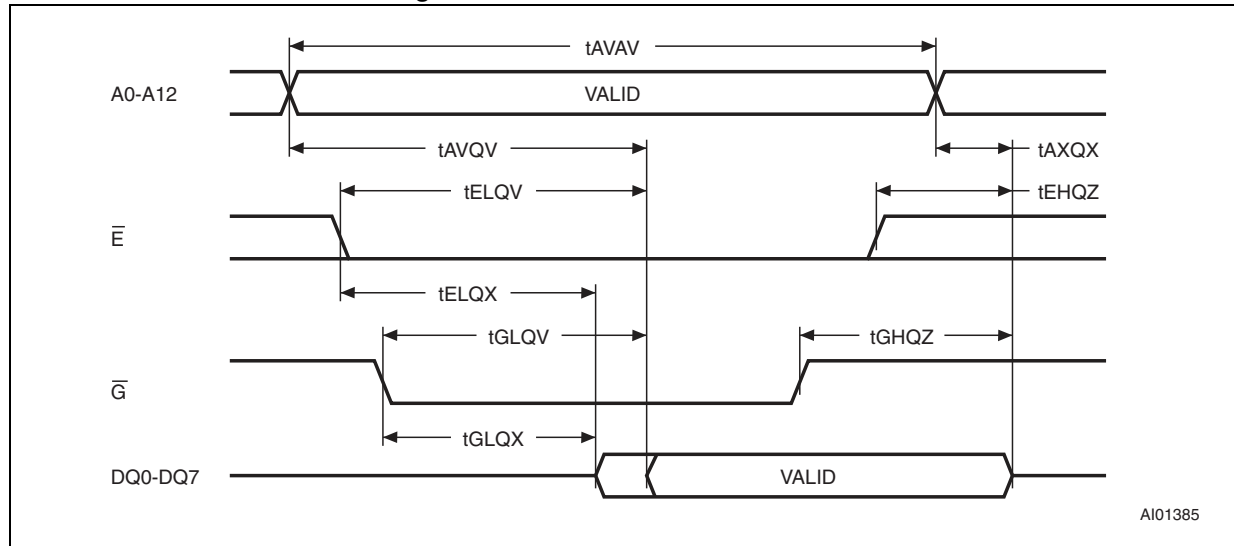 tAVAV
A0-A12
VALID
tAVQV
tAXQX
tELQV
tEHQZ
E̅
tELQX
tGLQV
tGHQZ
G̅
tGLQX
DQ0-DQ7
VALID
AI01385